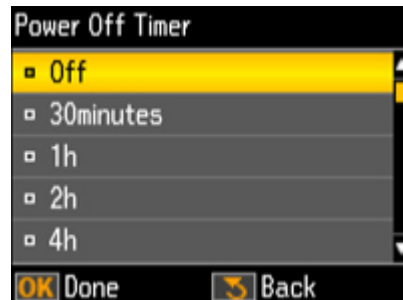 Power Off Timer
Off
30minutes
1h
2h
4h
OK Done Back